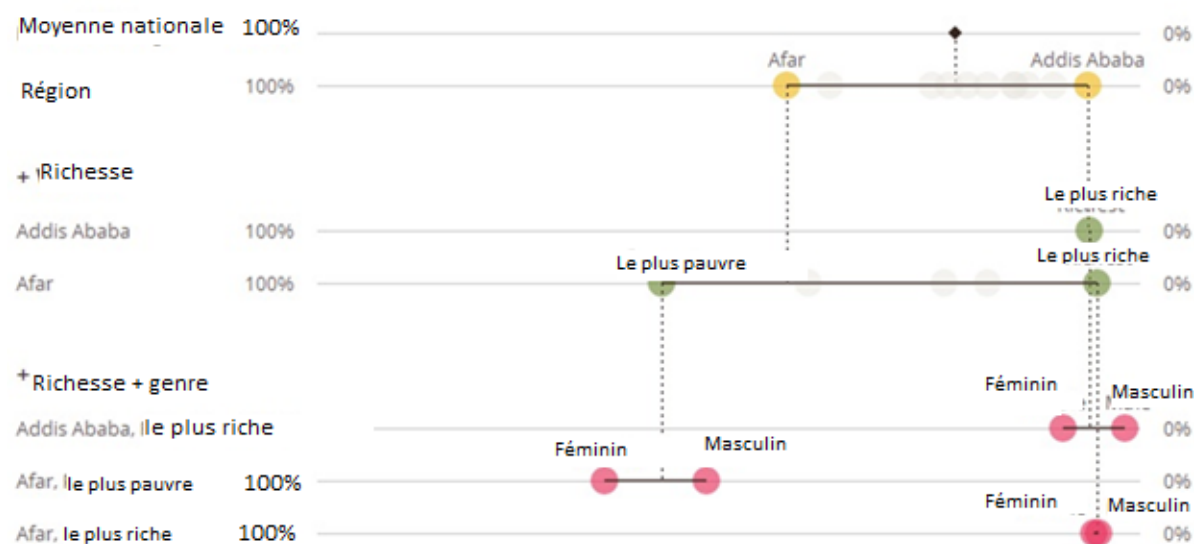 Moyenne nationale 100% 0%
Afar Addis Ababa
Région 100% 0%
+ Richesse
Le plus riche
Addis Ababa 100% 0%
Le plus pauvre Le plus riche
Afar 100% 0%
+ Richesse + genre
Féminin Masculin
Addis Ababa, le plus riche 0%
Féminin Masculin
Afar, le plus pauvre 100% 0%
Féminin Masculin
Afar, le plus riche 100% 0%